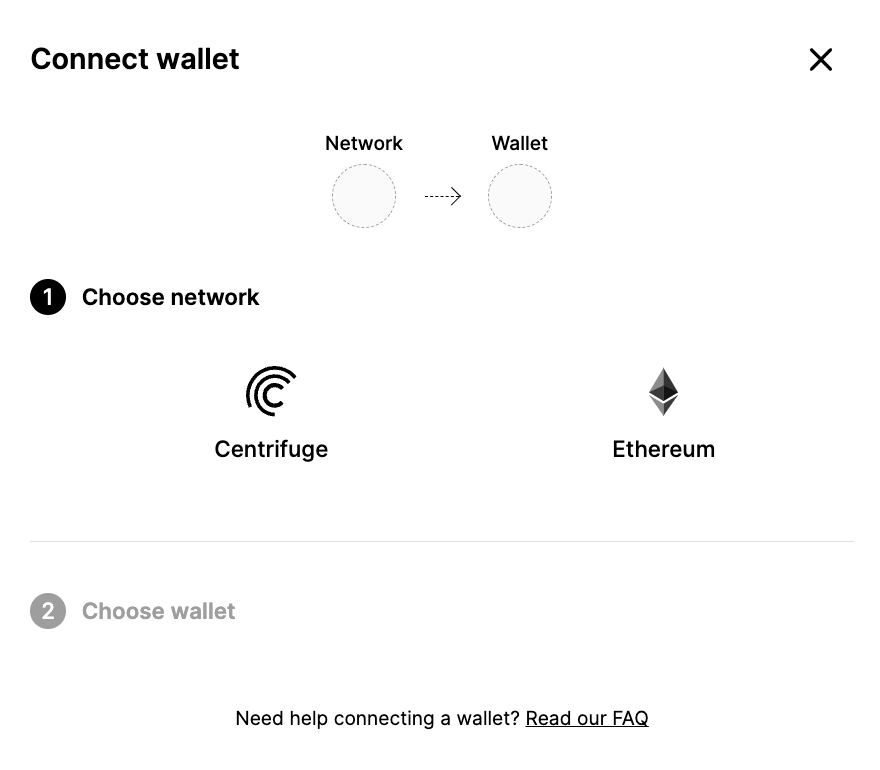 Connect wallet
Network
Wallet
1 Choose network
Centrifuge
Ethereum
2 Choose wallet
Need help connecting a wallet? Read our FAQ